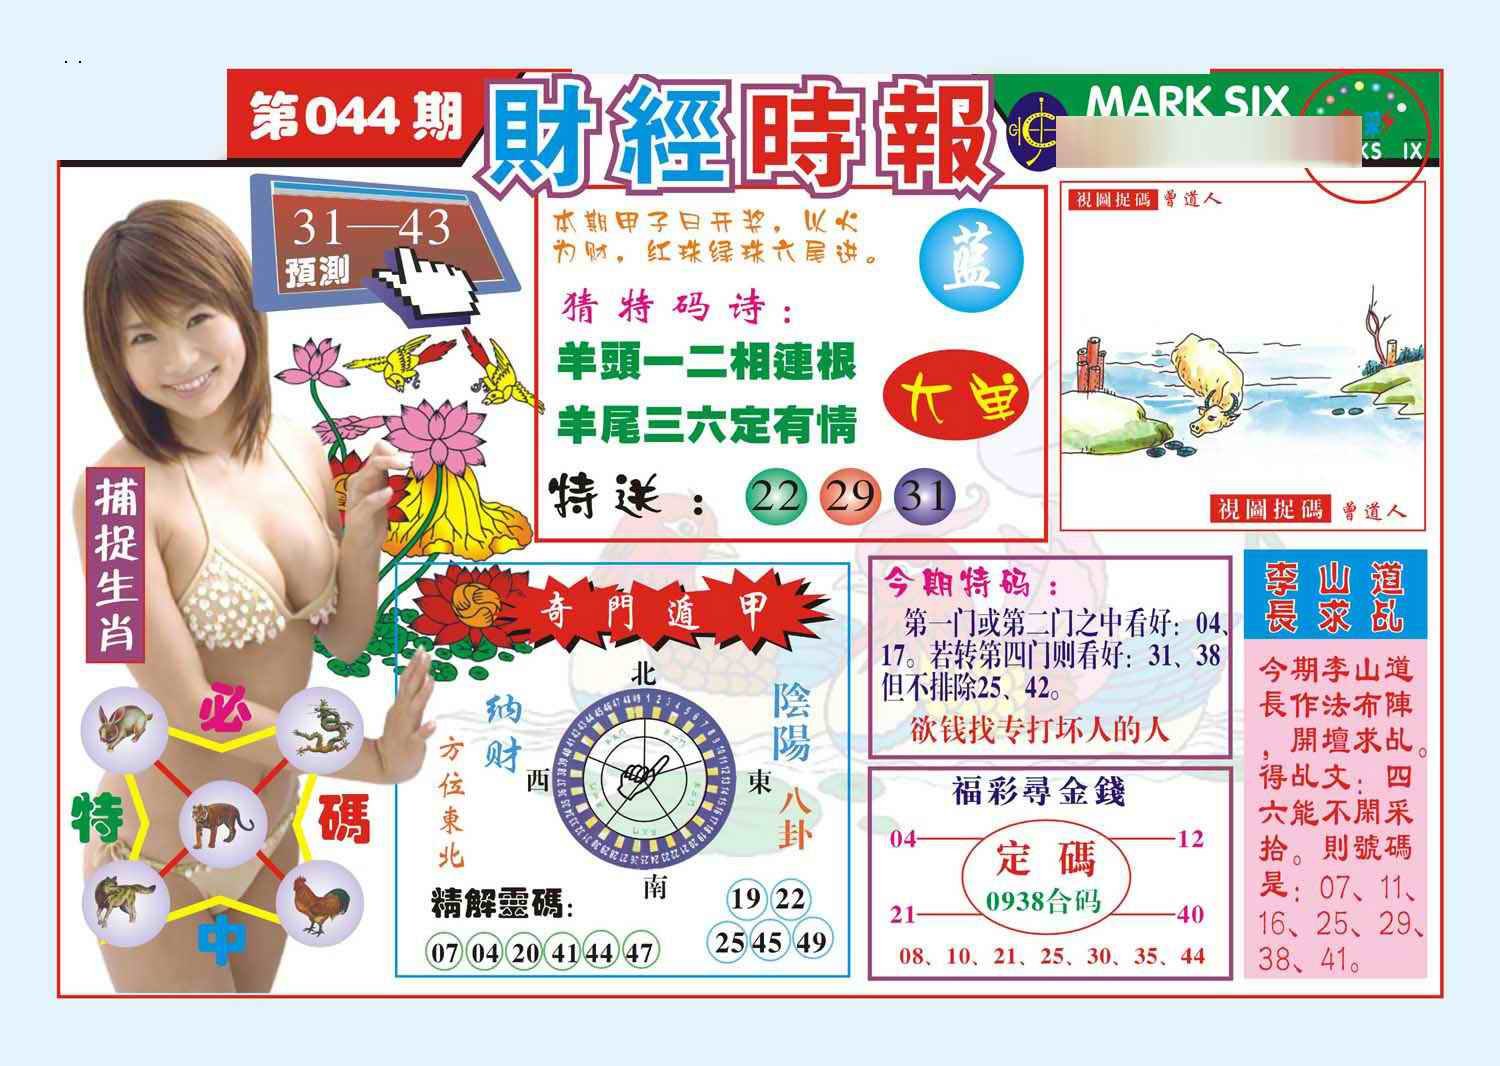 第044期
財經時報
MARK SIX
KS IX
31—43
預測
本期甲子日开奖，以火
为财，红珠绿珠六尾进。
藍
猜特码诗：
羊頭一二相連根
羊尾三六定有情
大单
特送：22 29 31
視圖捉碼 曾道人
視圖捉碼 曾道人
捕捉生肖
必
特
碼
中
奇門遁甲
纳财
方位東北
北
西
東
南
陰陽八卦
精解靈碼：
19 22
07 04 20 41 44 47
25 45 49
今期特码：
第一门或第二门之中看好：04、
17。若转第四门则看好：31、38
但不排除25、42。
欲钱找专打坏人的人
福彩尋金錢
04
12
定碼
0938合码
21
40
08、10、21、25、30、35、44
李山道
長求乩
今期李山道
長作法布陣
，開壇求乩。
得乩文：四
六能不開采
拾。則號碼
是：07、11、
16、25、29、
38、41。